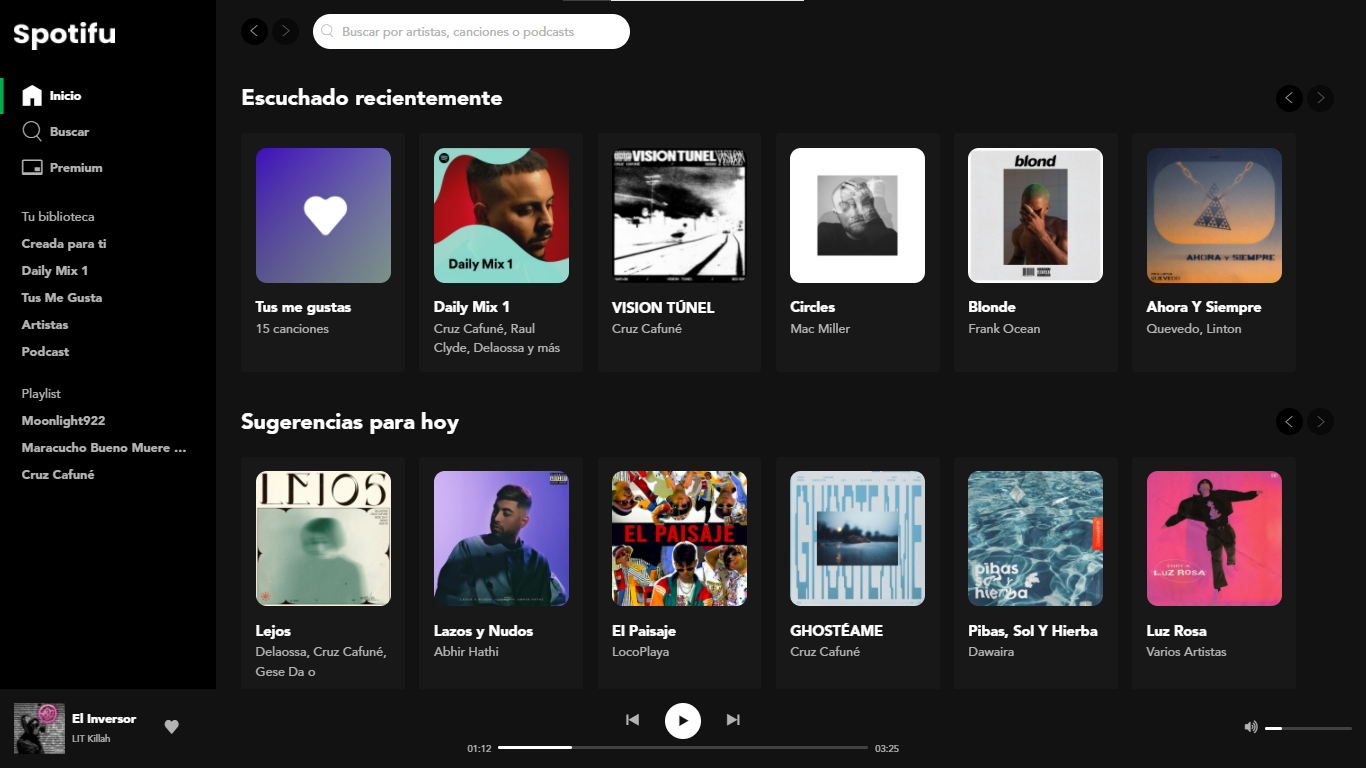 Spotifu
Buscar por artistas, canciones o podcasts
Inicio
Buscar
Premium
Tu biblioteca
Creada para ti
Daily Mix 1
Tus Me Gusta
Artistas
Podcast
Playlist
Moonlight922
Maracucho Bueno Muere ...
Cruz Cafuné
Escuchado recientemente
Daily Mix 1
VISION TUNEL
CRUZ CAFUNE
blond
AHORA Y SIEMPRE
QUEVEDO
Tus me gustas
15 canciones
Daily Mix 1
Cruz Cafuné, Raul
Clyde, Delaossa y más
VISION TÚNEL
Cruz Cafuné
Circles
Mac Miller
Blonde
Frank Ocean
Ahora Y Siempre
Quevedo, Linton
Sugerencias para hoy
LEJOS
EL PAISAJE
GHOSTEAME
pibas
sol y
hierba
LUZ ROSA
Lejos
Delaossa, Cruz Cafuné,
Gese Da o
Lazos y Nudos
Abhir Hathi
El Paisaje
LocoPlaya
GHOSTÉAME
Cruz Cafuné
Pibas, Sol Y Hierba
Dawaira
Luz Rosa
Varios Artistas
El Inversor
LIT Killah
01:12
03:25